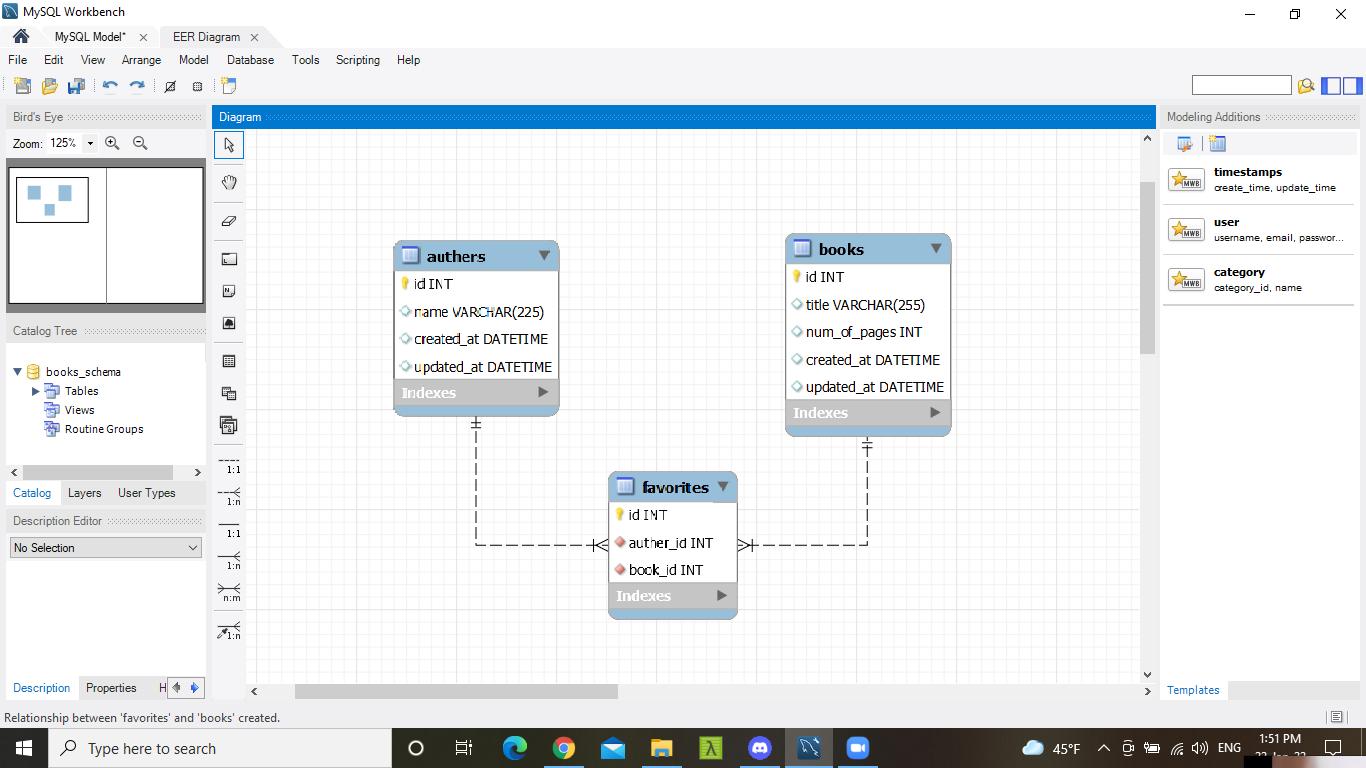 MySQL Workbench
MySQL Model*
EER Diagram
File Edit View Arrange Model Database Tools Scripting Help
Bird's Eye
Zoom: 125%
Catalog Tree
books_schema
Tables
Views
Routine Groups
Catalog Layers User Types
Description Editor
No Selection
Description Properties H
Diagram
1:1
1:n
1:1
1:n
n:m
1:n
authers
id INT
name VARCHAR(225)
created_at DATETIME
updated_at DATETIME
Indexes
books
id INT
title VARCHAR(255)
num_of_pages INT
created_at DATETIME
updated_at DATETIME
Indexes
favorites
id INT
auther_id INT
book_id INT
Indexes
Modeling Additions
MWB
timestamps
create_time, update_time
MWB
user
username, email, passwor...
MWB
category
category_id, name
Templates
Relationship between 'favorites' and 'books' created.
Type here to search
45°F
ENG
1:51 PM